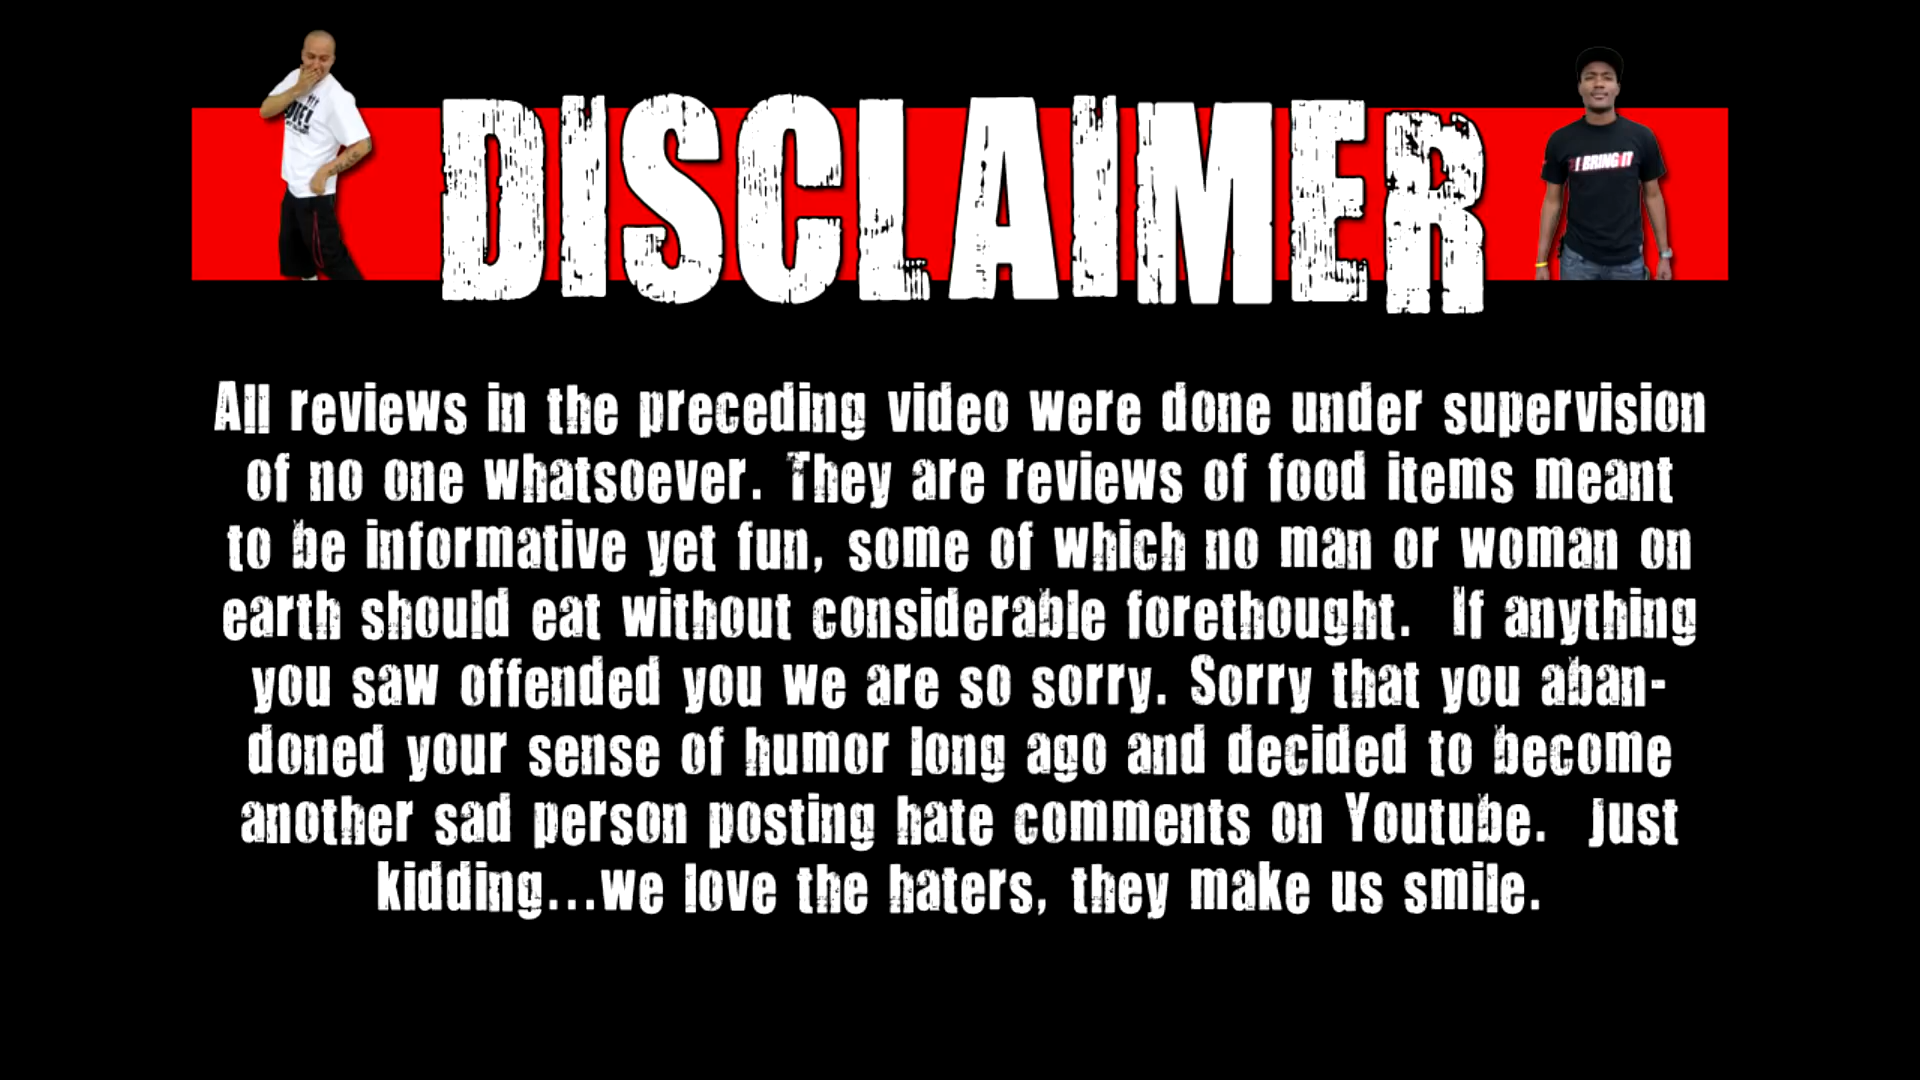 DISCLAIMER
DIET
I BRING IT
All reviews in the preceding video were done under supervision
of no one whatsoever. They are reviews of food items meant
to be informative yet fun, some of which no man or woman on
earth should eat without considerable forethought. If anything
you saw offended you we are so sorry. Sorry that you aban-
doned your sense of humor long ago and decided to become
another sad person posting hate comments on Youtube. Just
kidding...we love the haters, they make us smile.